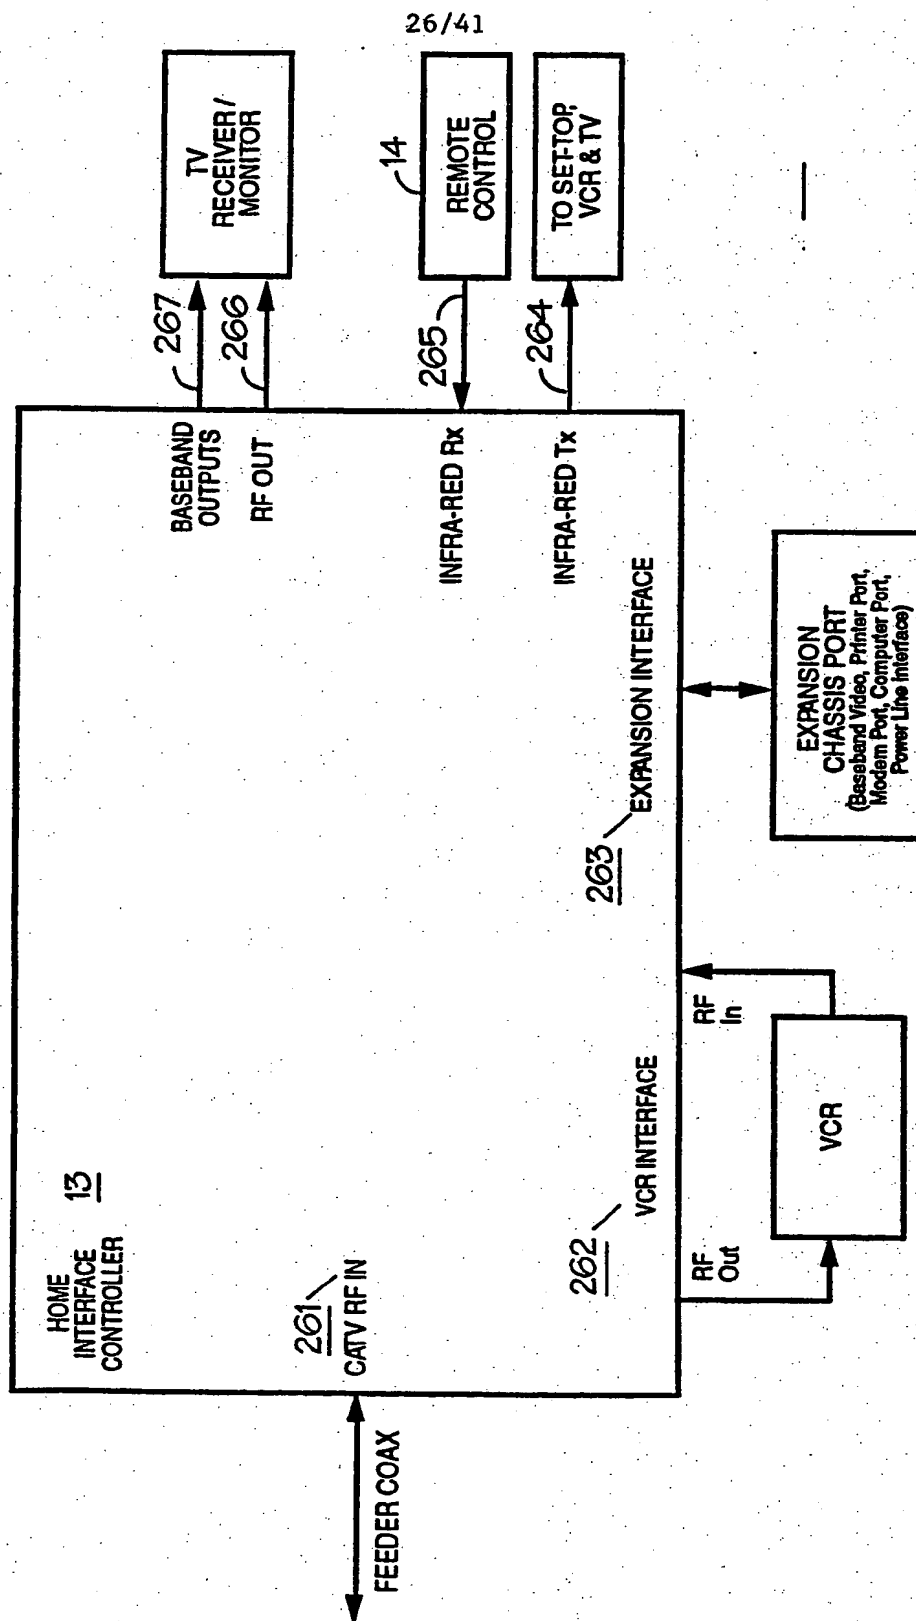 26/41
HOME
INTERFACE
CONTROLLER
13
261
CATV RF IN
FEEDER COAX
262
VCR INTERFACE
263
EXPANSION INTERFACE
BASEBAND
OUTPUTS
RF OUT
INFRA-RED Rx
INFRA-RED Tx
267
266
265
264
TV
RECEIVER/
MONITOR
14
REMOTE
CONTROL
TO SET-TOP,
VCR & TV
RF
Out
RF
In
VCR
EXPANSION
CHASSIS PORT
(Baseband Video, Printer Port,
Modem Port, Computer Port,
Power Line Interface)